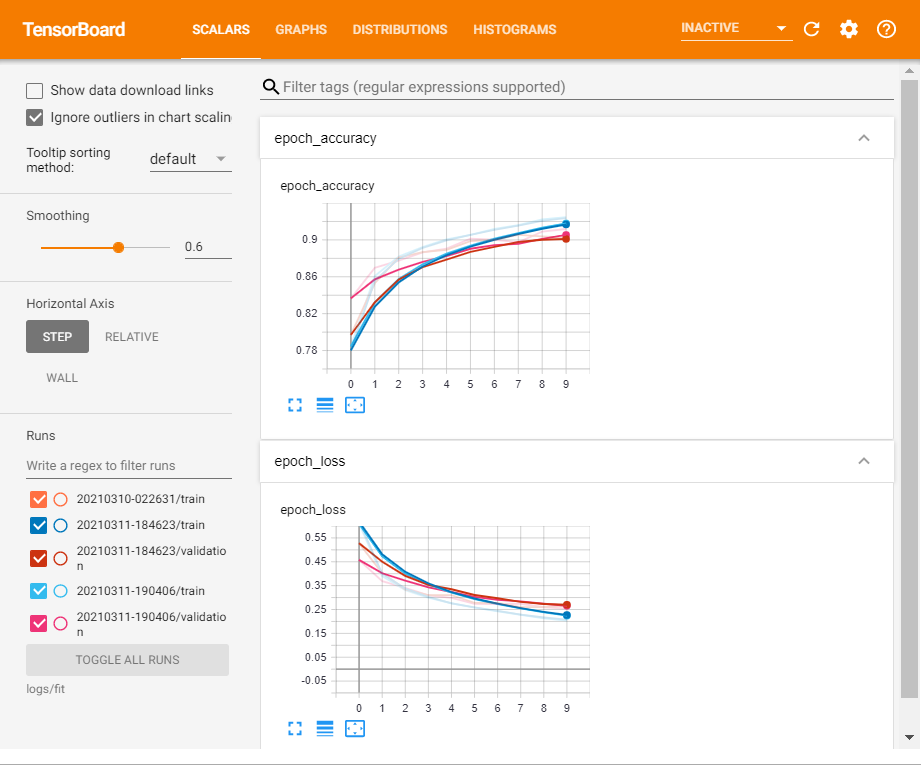 TensorBoard
SCALARS
GRAPHS
DISTRIBUTIONS
HISTOGRAMS
INACTIVE
Show data download links
Ignore outliers in chart scalin
Tooltip sorting
method:
default
Smoothing
0.6
Horizontal Axis
STEP
RELATIVE
WALL
Runs
Write a regex to filter runs
20210310-022631/train
20210311-184623/train
20210311-184623/validatio
n
20210311-190406/train
20210311-190406/validatio
n
TOGGLE ALL RUNS
logs/fit
Filter tags (regular expressions supported)
epoch_accuracy
epoch_accuracy
0.9
0.86
0.82
0.78
0 1 2 3 4 5 6 7 8 9
epoch_loss
epoch_loss
0.55
0.45
0.35
0.25
0.15
0.05
-0.05
0 1 2 3 4 5 6 7 8 9